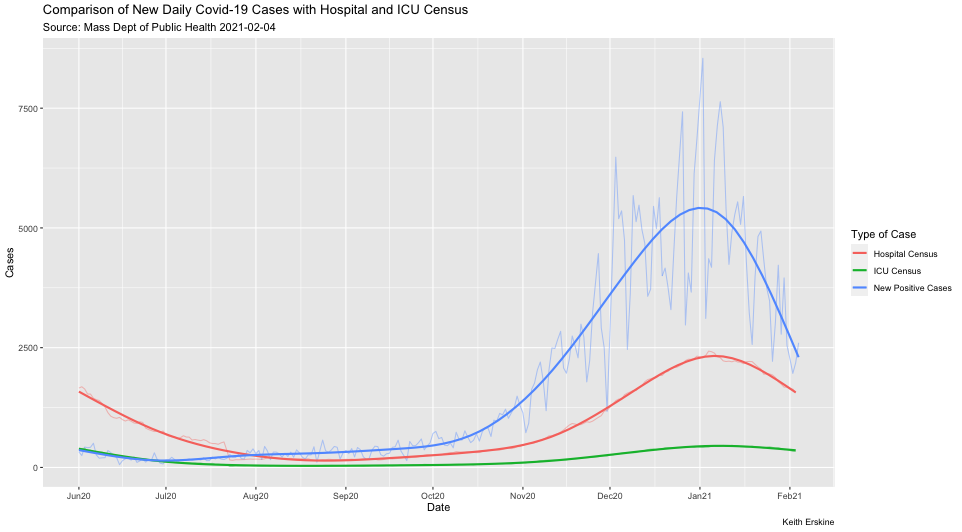 Comparison of New Daily Covid-19 Cases with Hospital and ICU Census
Source: Mass Dept of Public Health 2021-02-04
Cases
7500
5000
2500
0
Jun20 Jul20 Aug20 Sep20 Oct20 Nov20 Dec20 Jan21 Feb21
Date
Type of Case
Hospital Census
ICU Census
New Positive Cases
Keith Erskine